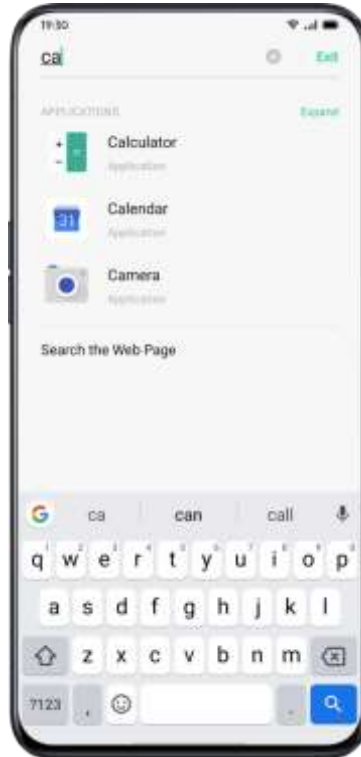 19:30
ca
Exit
APPLICATIONS
Expand
Calculator
Application
31
Calendar
Application
Camera
Application
Search the Web Page
G ca can call
q w e r t y u i o p
a s d f g h j k l
z x c v b n m
?123 , .